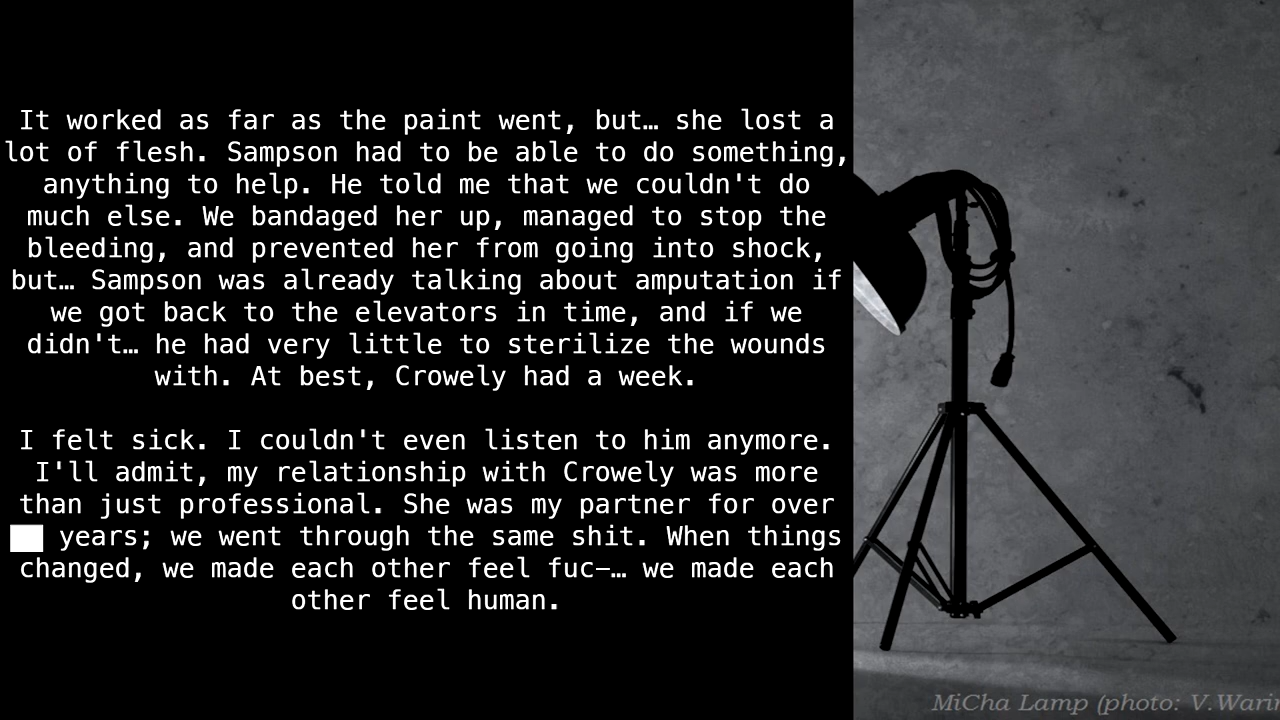 It worked as far as the paint went, but… she lost a
lot of flesh. Sampson had to be able to do something,
anything to help. He told me that we couldn't do
much else. We bandaged her up, managed to stop the
bleeding, and prevented her from going into shock,
but… Sampson was already talking about amputation if
we got back to the elevators in time, and if we
didn't… he had very little to sterilize the wounds
with. At best, Crowely had a week.
I felt sick. I couldn't even listen to him anymore.
I'll admit, my relationship with Crowely was more
than just professional. She was my partner for over
██ years; we went through the same shit. When things
changed, we made each other feel fuc—… we made each
other feel human.
MiCha Lamp (photo: V.Warin